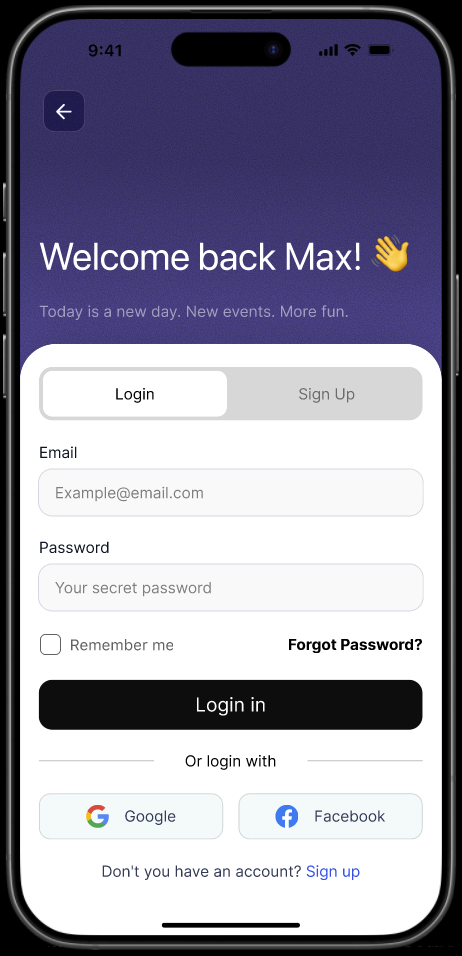 9:41
Welcome back Max! 👋
Today is a new day. New events. More fun.
Login Sign Up
Email
Example@email.com
Password
Your secret password
Remember me Forgot Password?
Login in
Or login with
Google Facebook
Don't you have an account? Sign up